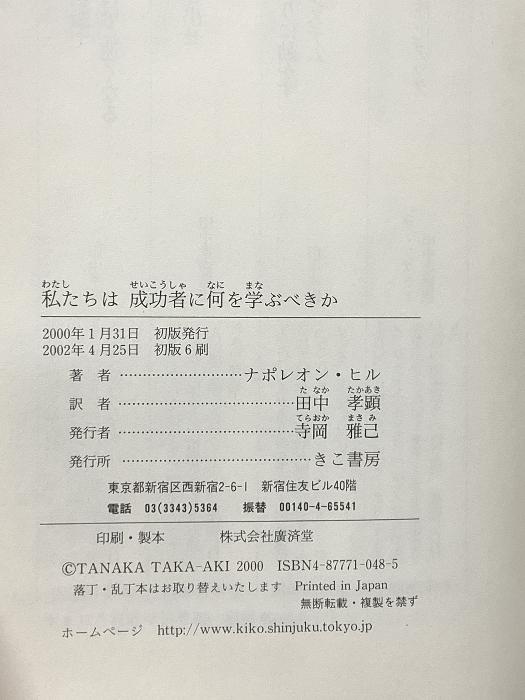 わたし せいこうしゃ なに まな
私たちは 成功者に何を学ぶべきか
2000年1月31日 初版発行
2002年4月25日 初版6刷
著 者 ………………………ナポレオン・ヒル
た なか たかあき
訳 者 ………………………………田中 孝顕
てらおか まさ み
発行者 ………………………………寺岡 雅己
発行所 …………………………………きこ書房
東京都新宿区西新宿2-6-1 新宿住友ビル40階
電話 03(3343)5364 振替 00140-4-65541
印刷・製本 株式会社廣済堂
©TANAKA TAKA-AKI 2000 ISBN4-87771-048-5
落丁・乱丁本はお取り替えいたします Printed in Japan
無断転載・複製を禁ず
ホームページ http://www.kiko.shinjuku.tokyo.jp